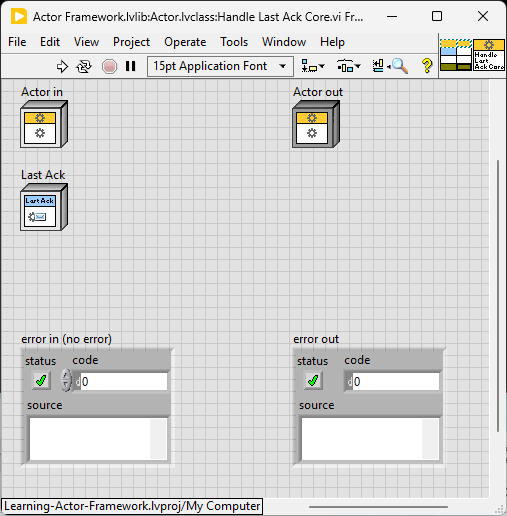 Actor Framework.lvlib:Actor.lvclass:Handle Last Ack Core.vi Fr...
File Edit View Project Operate Tools Window Help
15pt Application Font
?
Handle
Last
Ack Core
Actor in
Actor out
Last Ack
Last Ack
error in (no error)
error out
status code
status code
d0
d0
source
source
Learning-Actor-Framework.lvproj/My Computer